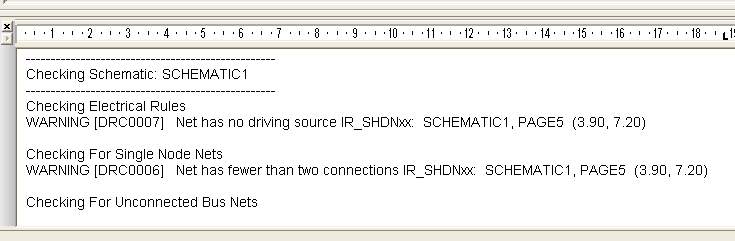 1 2 3 4 5 6 7 8 9 10 11 12 13 14 15 16 17 18 19
--------------------------------------------------
Checking Schematic: SCHEMATIC1
--------------------------------------------------
Checking Electrical Rules
WARNING [DRC0007] Net has no driving source IR_SHDNxx: SCHEMATIC1, PAGE5 (3.90, 7.20)
Checking For Single Node Nets
WARNING [DRC0006] Net has fewer than two connections IR_SHDNxx: SCHEMATIC1, PAGE5 (3.90, 7.20)
Checking For Unconnected Bus Nets